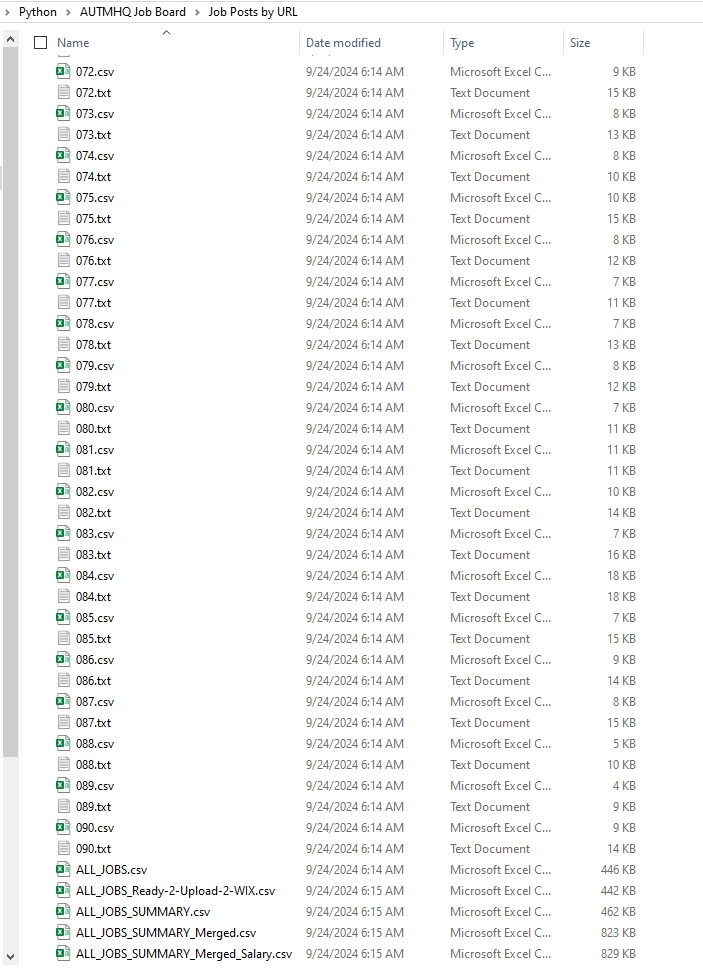 Python > AUTMHQ Job Board > Job Posts by URL
Name Date modified Type Size
072.csv 9/24/2024 6:14 AM Microsoft Excel C... 9 KB
072.txt 9/24/2024 6:14 AM Text Document 15 KB
073.csv 9/24/2024 6:14 AM Microsoft Excel C... 8 KB
073.txt 9/24/2024 6:14 AM Text Document 13 KB
074.csv 9/24/2024 6:14 AM Microsoft Excel C... 8 KB
074.txt 9/24/2024 6:14 AM Text Document 10 KB
075.csv 9/24/2024 6:14 AM Microsoft Excel C... 10 KB
075.txt 9/24/2024 6:14 AM Text Document 15 KB
076.csv 9/24/2024 6:14 AM Microsoft Excel C... 8 KB
076.txt 9/24/2024 6:14 AM Text Document 12 KB
077.csv 9/24/2024 6:14 AM Microsoft Excel C... 7 KB
077.txt 9/24/2024 6:14 AM Text Document 11 KB
078.csv 9/24/2024 6:14 AM Microsoft Excel C... 7 KB
078.txt 9/24/2024 6:14 AM Text Document 13 KB
079.csv 9/24/2024 6:14 AM Microsoft Excel C... 8 KB
079.txt 9/24/2024 6:14 AM Text Document 12 KB
080.csv 9/24/2024 6:14 AM Microsoft Excel C... 7 KB
080.txt 9/24/2024 6:14 AM Text Document 11 KB
081.csv 9/24/2024 6:14 AM Microsoft Excel C... 11 KB
081.txt 9/24/2024 6:14 AM Text Document 11 KB
082.csv 9/24/2024 6:14 AM Microsoft Excel C... 10 KB
082.txt 9/24/2024 6:14 AM Text Document 14 KB
083.csv 9/24/2024 6:14 AM Microsoft Excel C... 7 KB
083.txt 9/24/2024 6:14 AM Text Document 16 KB
084.csv 9/24/2024 6:14 AM Microsoft Excel C... 18 KB
084.txt 9/24/2024 6:14 AM Text Document 18 KB
085.csv 9/24/2024 6:14 AM Microsoft Excel C... 7 KB
085.txt 9/24/2024 6:14 AM Text Document 15 KB
086.csv 9/24/2024 6:14 AM Microsoft Excel C... 9 KB
086.txt 9/24/2024 6:14 AM Text Document 14 KB
087.csv 9/24/2024 6:14 AM Microsoft Excel C... 8 KB
087.txt 9/24/2024 6:14 AM Text Document 15 KB
088.csv 9/24/2024 6:14 AM Microsoft Excel C... 5 KB
088.txt 9/24/2024 6:14 AM Text Document 10 KB
089.csv 9/24/2024 6:14 AM Microsoft Excel C... 4 KB
089.txt 9/24/2024 6:14 AM Text Document 9 KB
090.csv 9/24/2024 6:14 AM Microsoft Excel C... 9 KB
090.txt 9/24/2024 6:14 AM Text Document 14 KB
ALL_JOBS.csv 9/24/2024 6:14 AM Microsoft Excel C... 446 KB
ALL_JOBS_Ready-2-Upload-2-WIX.csv 9/24/2024 6:15 AM Microsoft Excel C... 442 KB
ALL_JOBS_SUMMARY.csv 9/24/2024 6:15 AM Microsoft Excel C... 462 KB
ALL_JOBS_SUMMARY_Merged.csv 9/24/2024 6:15 AM Microsoft Excel C... 823 KB
ALL_JOBS_SUMMARY_Merged_Salary.csv 9/24/2024 6:15 AM Microsoft Excel C... 829 KB